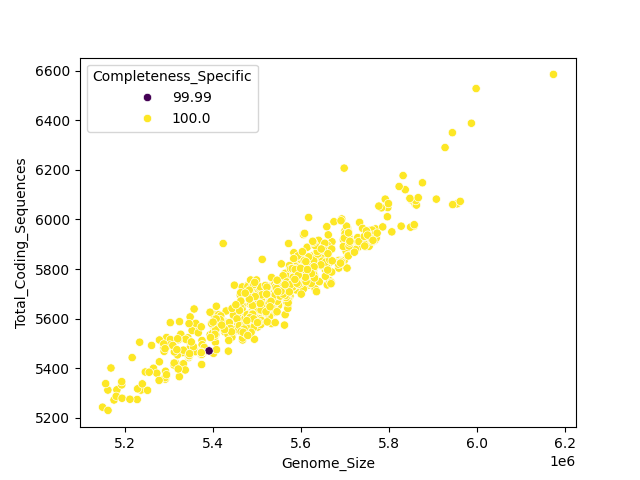 6600
6400
6200
6000
5800
5600
5400
5200
Total_Coding_Sequences
Completeness_Specific
99.99
100.0
5.2 5.4 5.6 5.8 6.0 6.2
1e6
Genome_Size